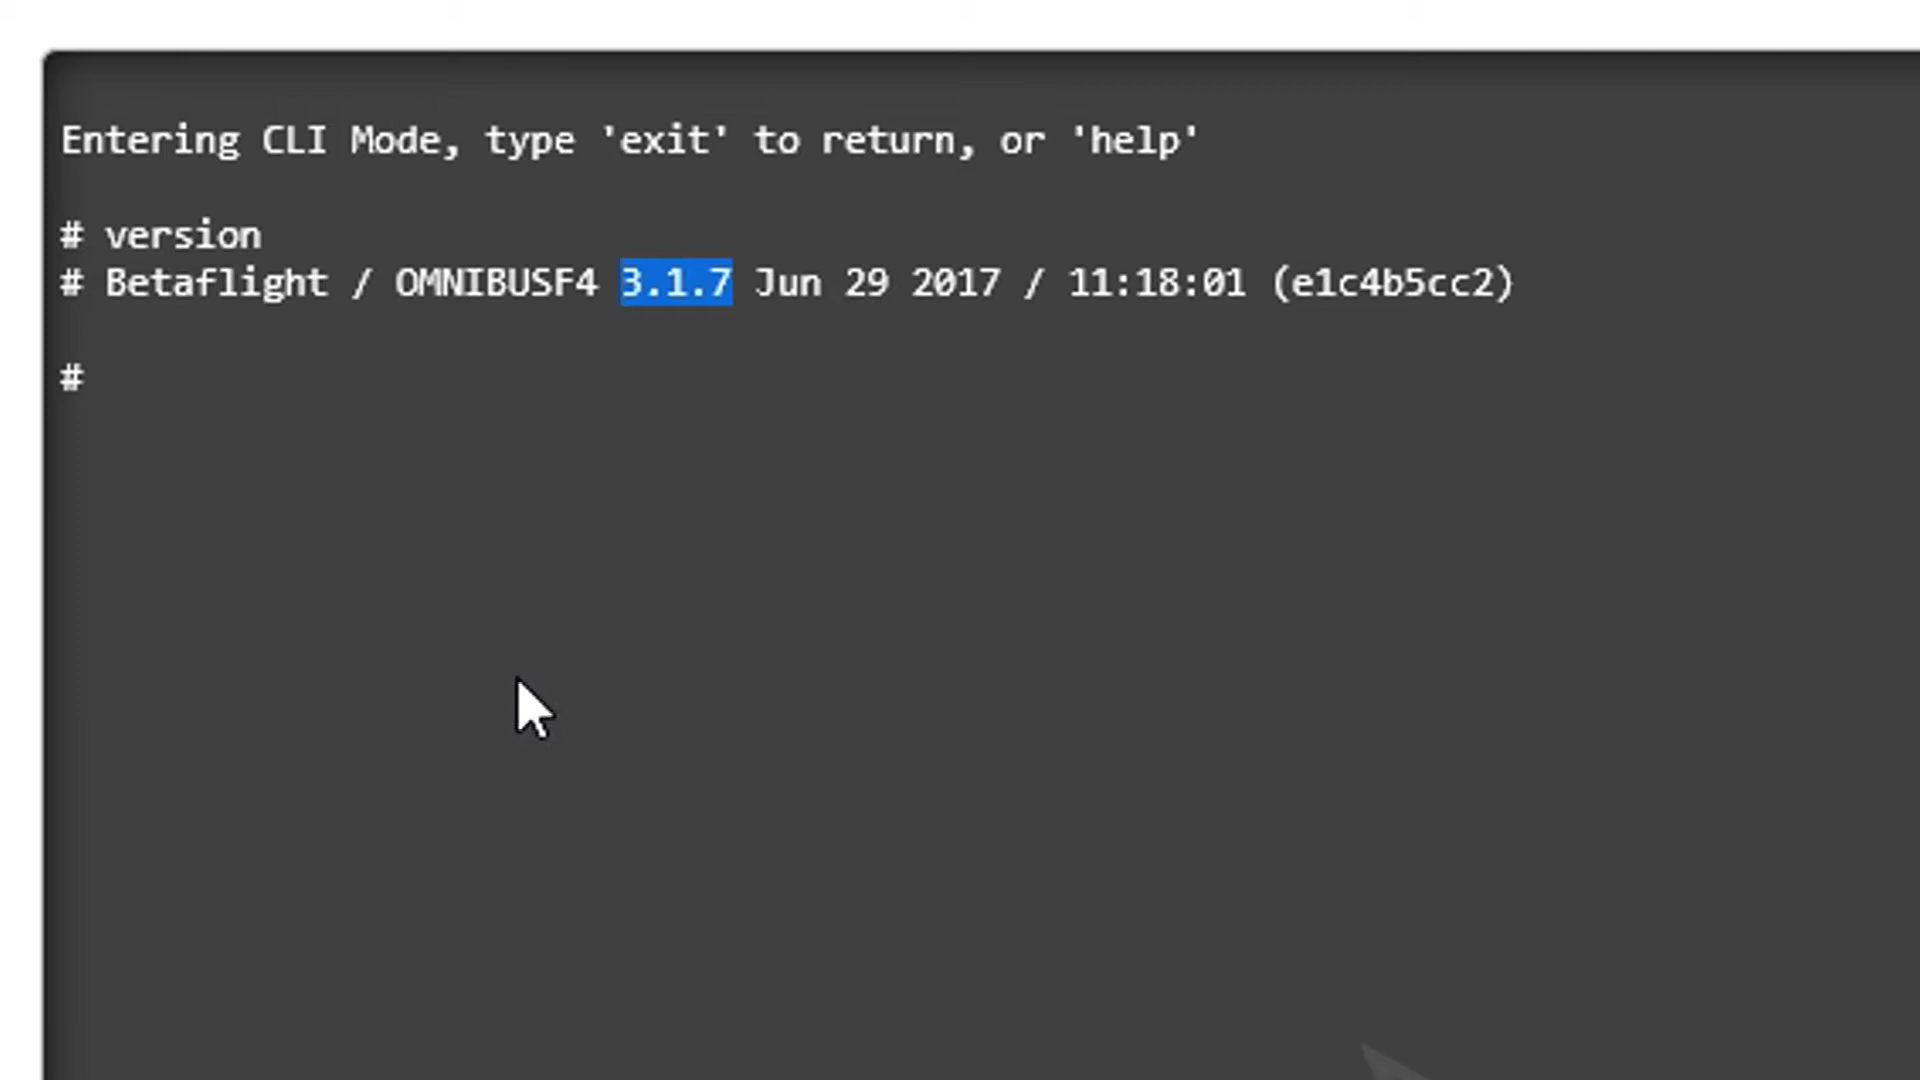 Entering CLI Mode, type 'exit' to return, or 'help'
# version
# Betaflight / OMNIBUSF4 3.1.7 Jun 29 2017 / 11:18:01 (e1c4b5cc2)
#